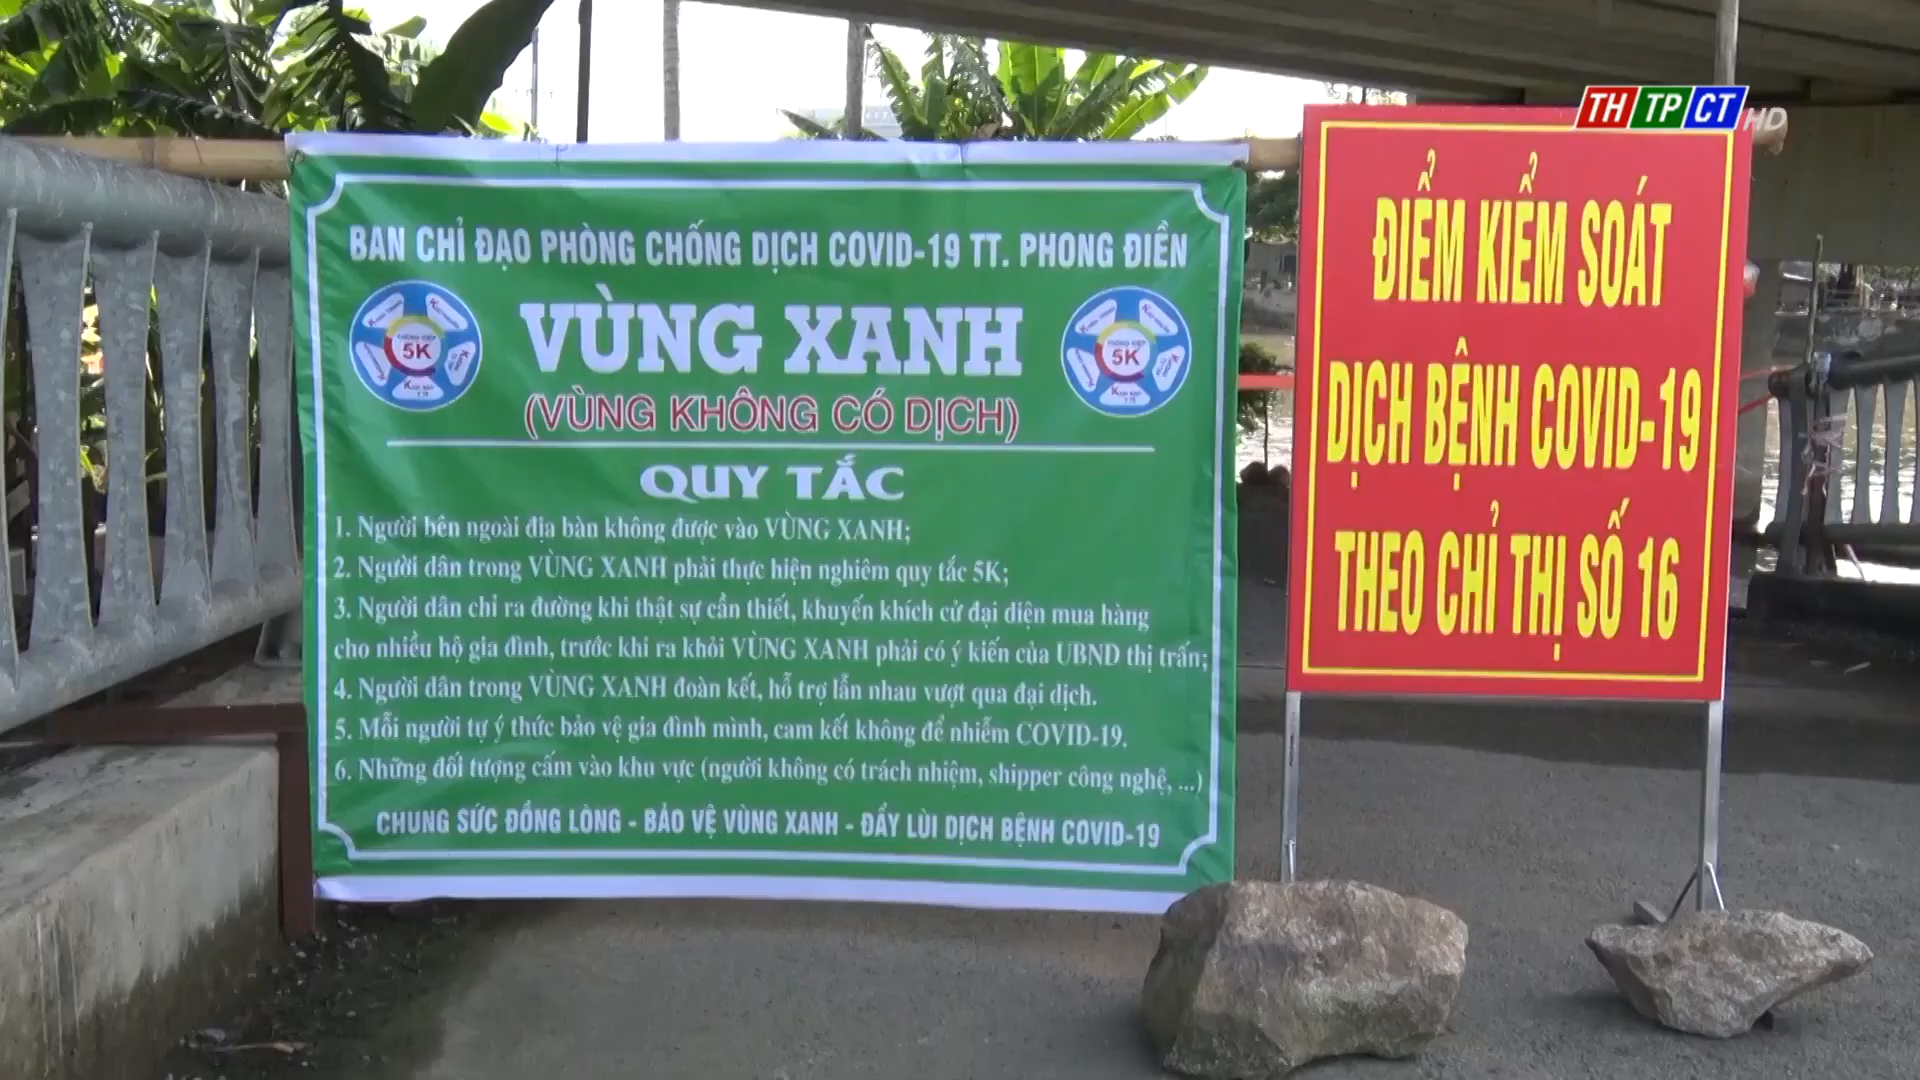 THTPCT HD
BAN CHỈ ĐẠO PHÒNG CHỐNG DỊCH COVID-19 TT. PHONG ĐIỀN
VÙNG XANH
(VÙNG KHÔNG CÓ DỊCH)
THÔNG ĐIỆP
5K
THÔNG ĐIỆP
5K
QUY TẮC
1. Người bên ngoài địa bàn không được vào VÙNG XANH;
2. Người dân trong VÙNG XANH phải thực hiện nghiêm quy tắc 5K;
3. Người dân chỉ ra đường khi thật sự cần thiết, khuyến khích cử đại diện mua hàng
cho nhiều hộ gia đình, trước khi ra khỏi VÙNG XANH phải có ý kiến của UBND thị trấn;
4. Người dân trong VÙNG XANH đoàn kết, hỗ trợ lẫn nhau vượt qua đại dịch.
5. Mỗi người tự ý thức bảo vệ gia đình mình, cam kết không để nhiễm COVID-19.
6. Những đối tượng cấm vào khu vực (người không có trách nhiệm, shipper công nghệ, ...)
CHUNG SỨC ĐỒNG LÒNG - BẢO VỆ VÙNG XANH - ĐẨY LÙI DỊCH BỆNH COVID-19
ĐIỂM KIỂM SOÁT
DỊCH BỆNH COVID-19
THEO CHỈ THỊ SỐ 16